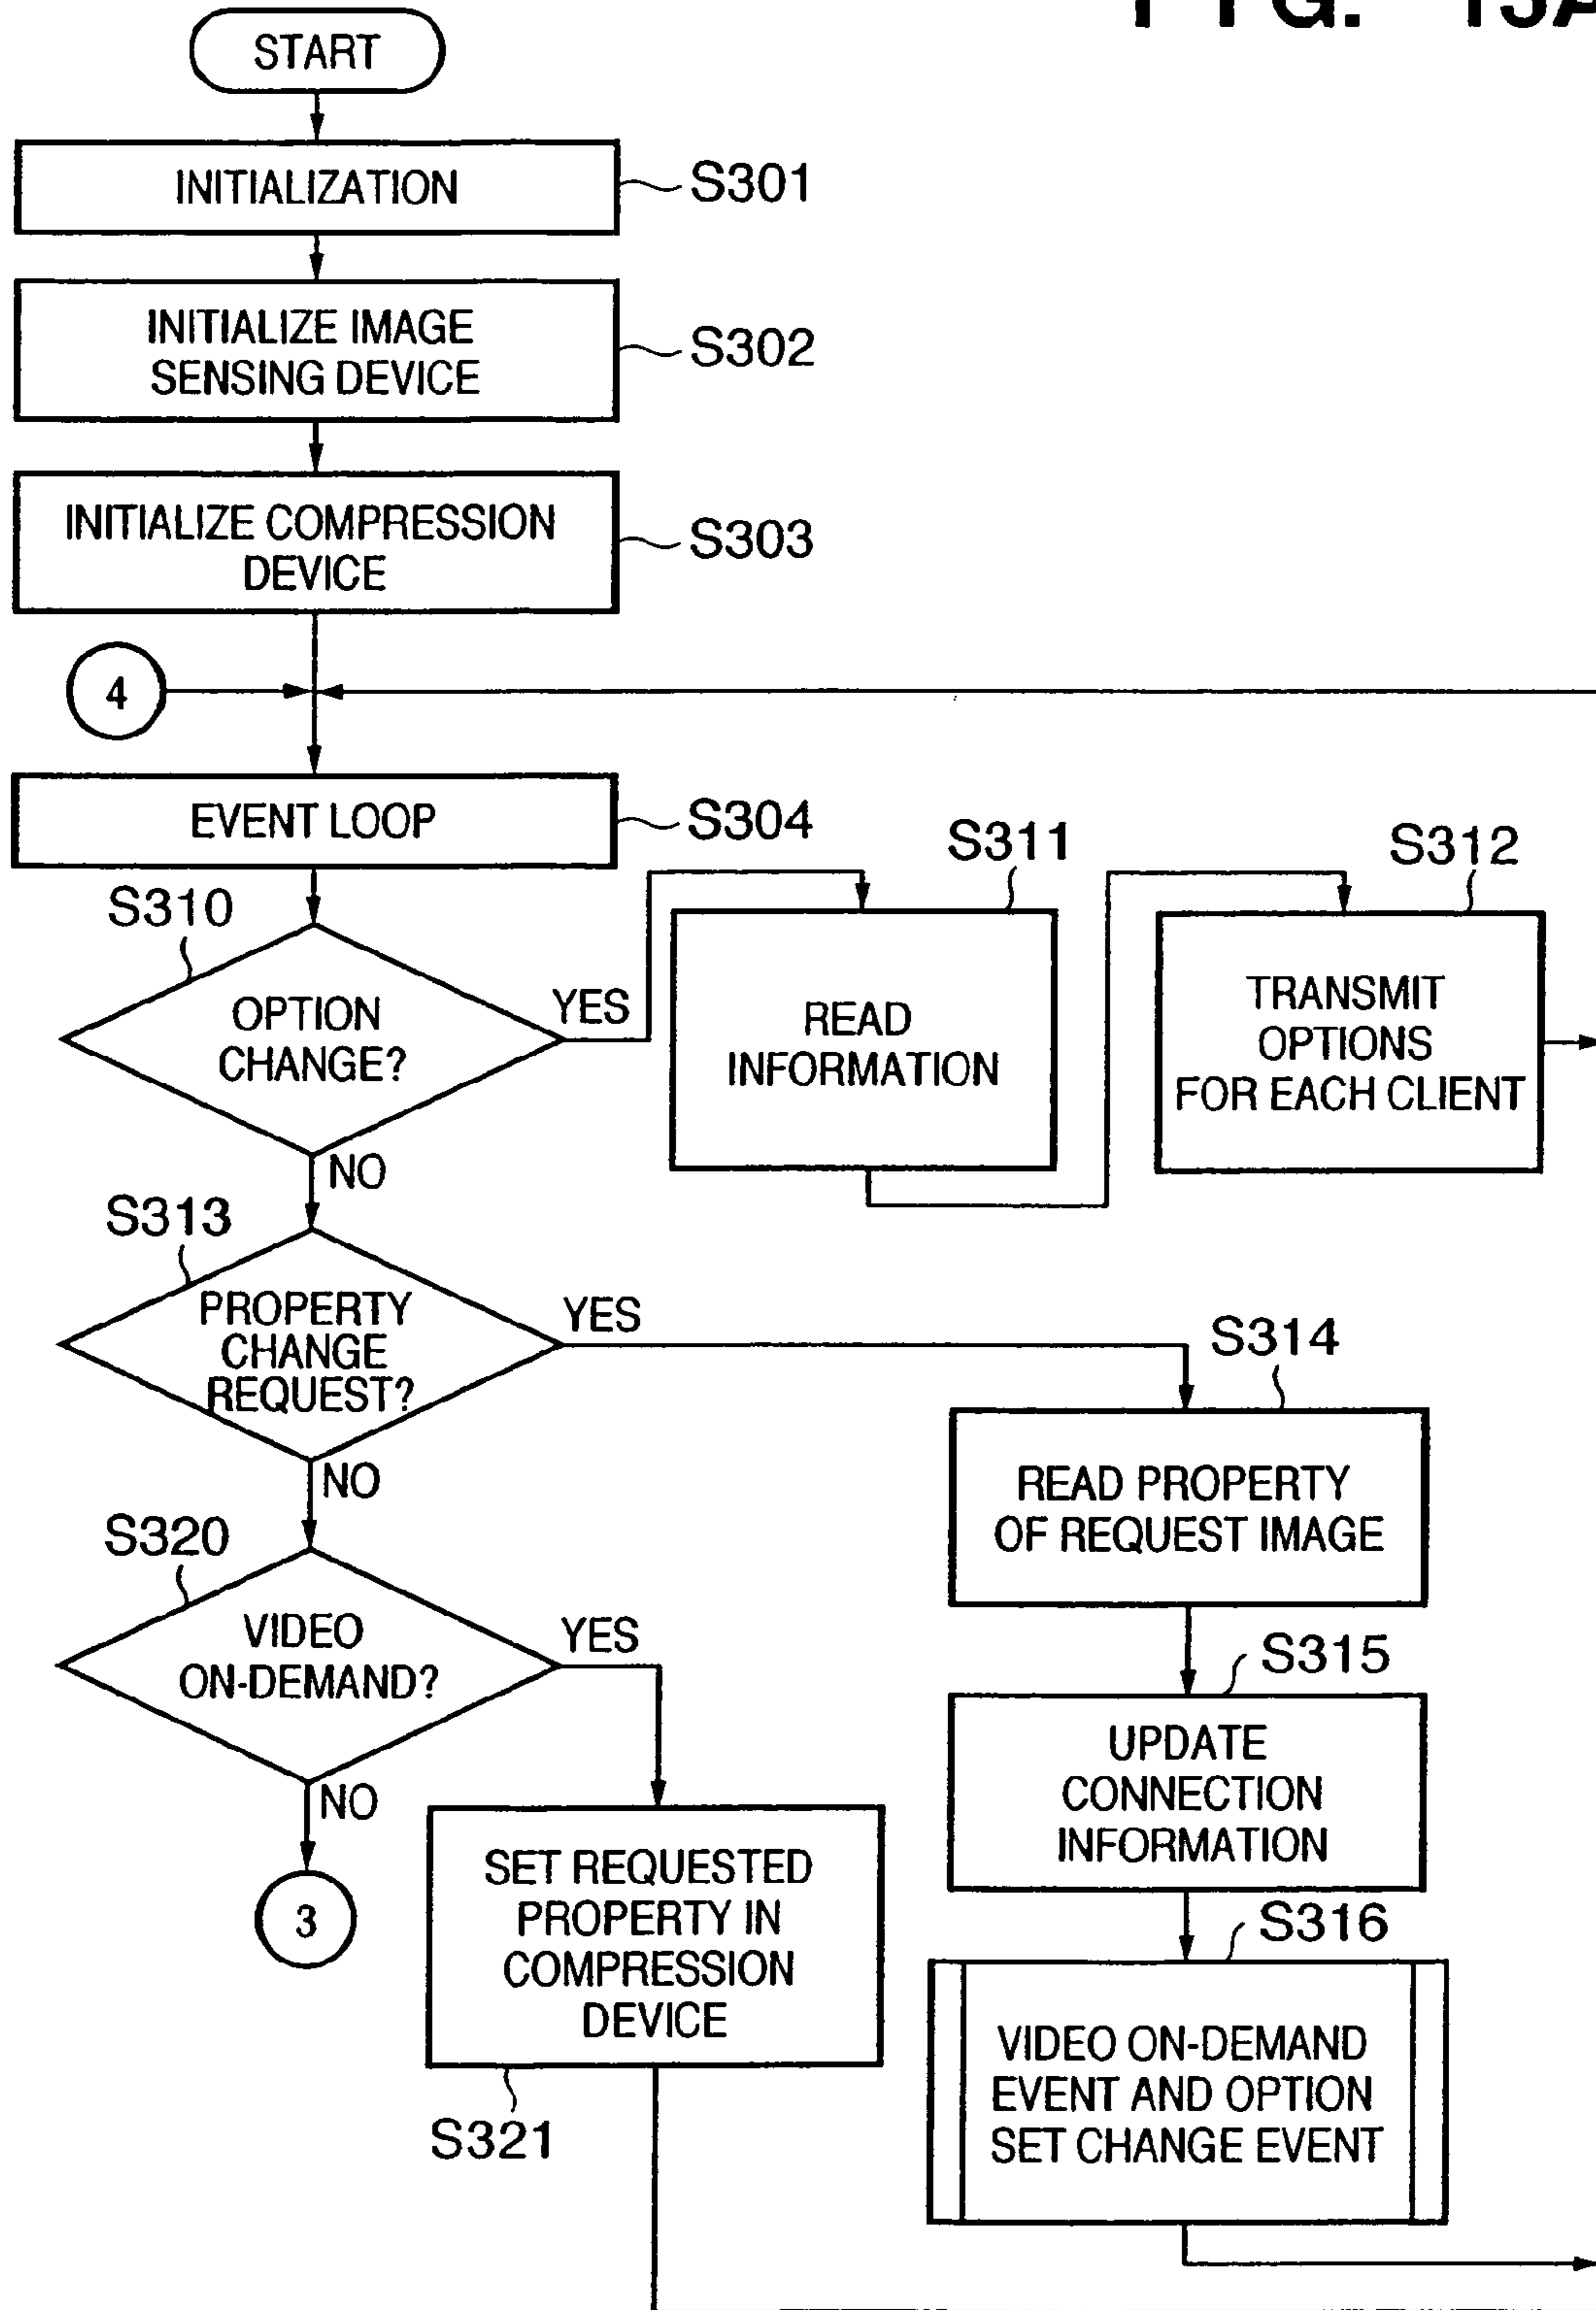 FIG. 13A
START
INITIALIZATION
S301
INITIALIZE IMAGE
SENSING DEVICE
S302
INITIALIZE COMPRESSION
DEVICE
S303
4
EVENT LOOP
S304
S310
OPTION
CHANGE?
YES
NO
S311
READ
INFORMATION
S312
TRANSMIT
OPTIONS
FOR EACH CLIENT
S313
PROPERTY
CHANGE
REQUEST?
YES
NO
S314
READ PROPERTY
OF REQUEST IMAGE
S315
UPDATE
CONNECTION
INFORMATION
S316
VIDEO ON-DEMAND
EVENT AND OPTION
SET CHANGE EVENT
S320
VIDEO
ON-DEMAND?
YES
NO
3
SET REQUESTED
PROPERTY IN
COMPRESSION
DEVICE
S321